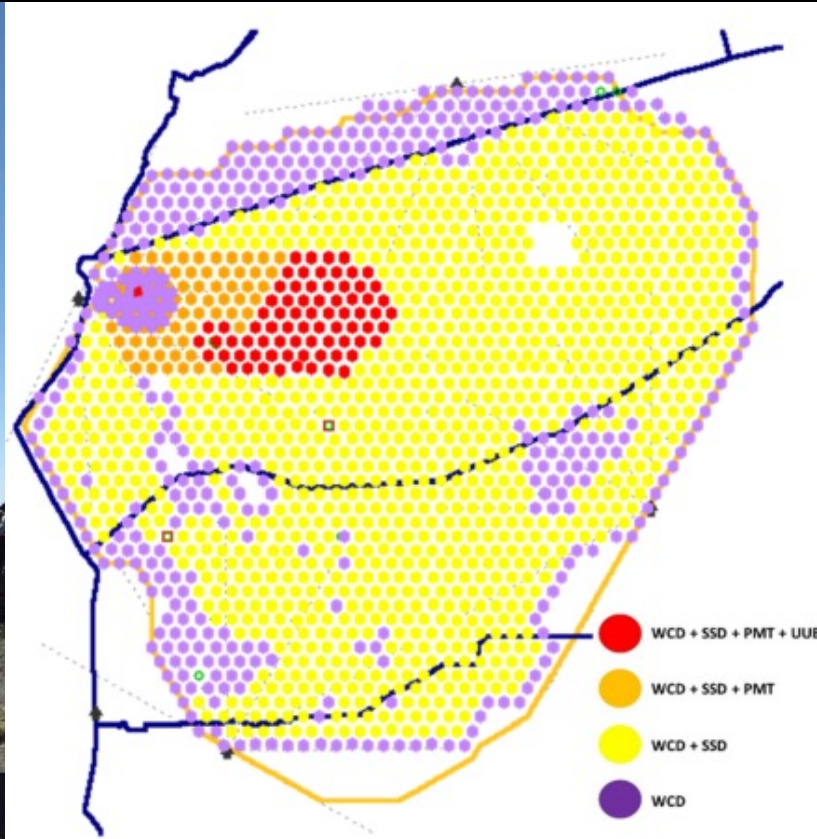 WCD + SSD + PMT + UUB
WCD + SSD + PMT
WCD + SSD
WCD